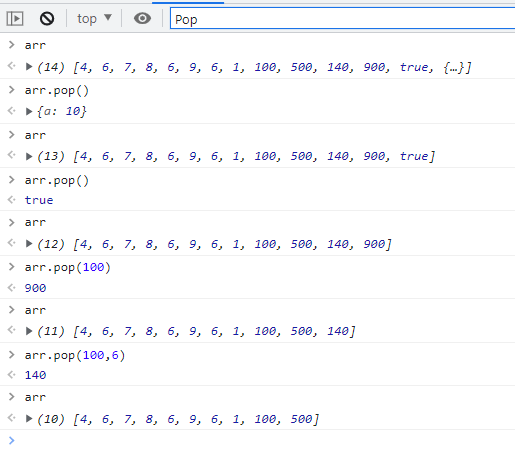 top ▼ Pop
> arr
<· ▶(14) [4, 6, 7, 8, 6, 9, 6, 1, 100, 500, 140, 900, true, {…}]
> arr.pop()
<· ▶{a: 10}
> arr
<· ▶(13) [4, 6, 7, 8, 6, 9, 6, 1, 100, 500, 140, 900, true]
> arr.pop()
<· true
> arr
<· ▶(12) [4, 6, 7, 8, 6, 9, 6, 1, 100, 500, 140, 900]
> arr.pop(100)
<· 900
> arr
<· ▶(11) [4, 6, 7, 8, 6, 9, 6, 1, 100, 500, 140]
> arr.pop(100,6)
<· 140
> arr
<· ▶(10) [4, 6, 7, 8, 6, 9, 6, 1, 100, 500]
>